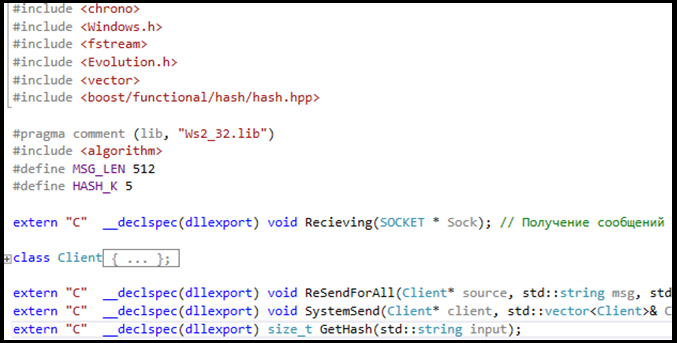 #include <chrono>
#include <Windows.h>
#include <fstream>
#include <Evolution.h>
#include <vector>
#include <boost/functional/hash/hash.hpp>
#pragma comment (lib, "Ws2_32.lib")
#include <algorithm>
#define MSG_LEN 512
#define HASH_K 5
extern "C"  __declspec(dllexport) void Recieving(SOCKET * Sock); // Получение сообщений
class Client{ ... };
extern "C"  __declspec(dllexport) void ReSendForAll(Client* source, std::string msg, std
extern "C"  __declspec(dllexport) void SystemSend(Client* client, std::vector<Client>& C
extern "C"  __declspec(dllexport) size_t GetHash(std::string input);